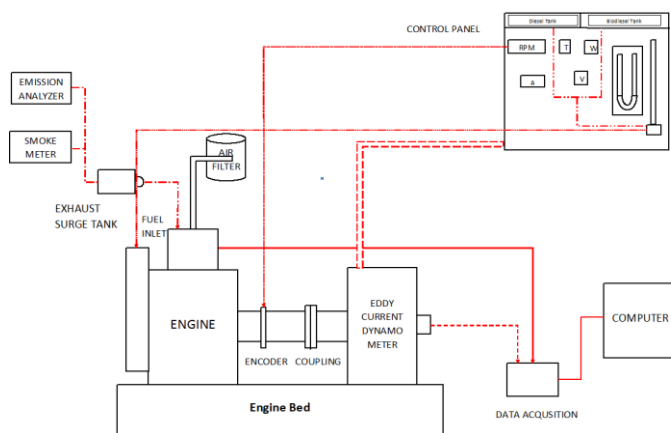 Diesel Tank
Biodiesel Tank
CONTROL PANEL
RPM
T
W
A
V
EMISSION
ANALYZER
SMOKE
METER
AIR
FILTER
EXHAUST
SURGE TANK
FUEL
INLET
ENGINE
EDDY
CURRENT
DYNAMO
METER
COMPUTER
ENCODER
COUPLING
Engine Bed
DATA ACQUSITION